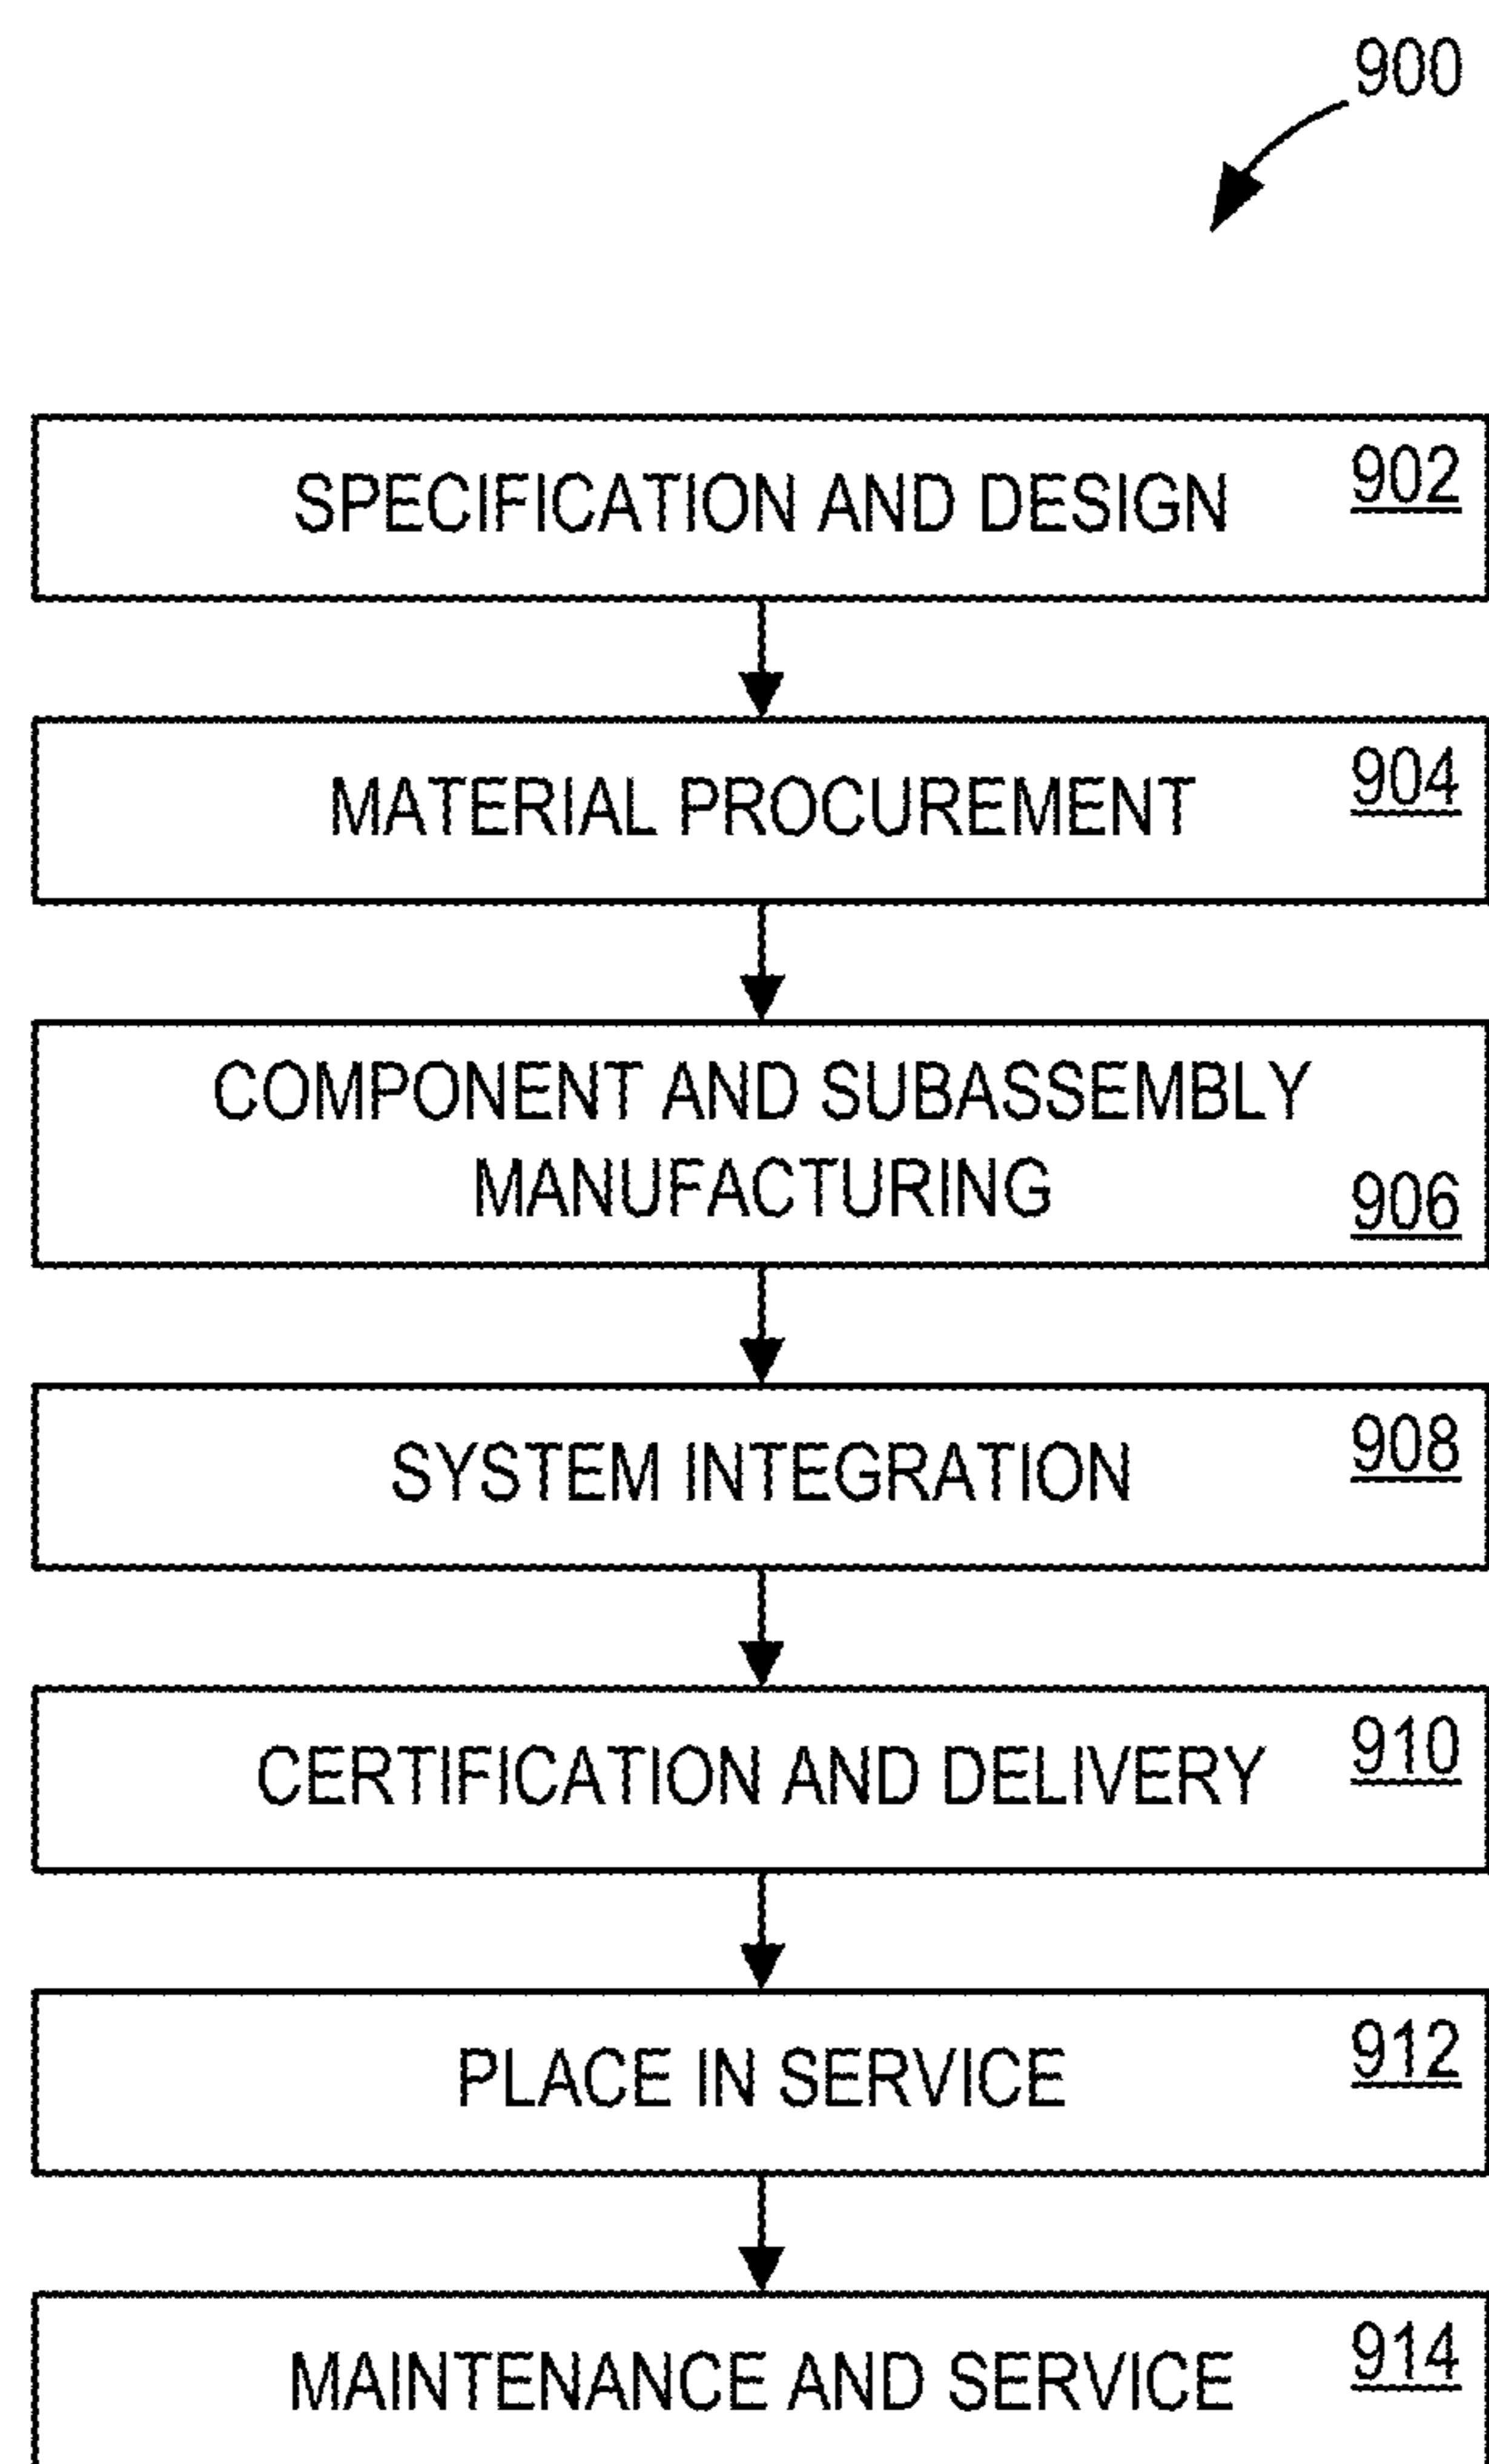 900
SPECIFICATION AND DESIGN 902
MATERIAL PROCUREMENT 904
COMPONENT AND SUBASSEMBLY
MANUFACTURING 906
SYSTEM INTEGRATION 908
CERTIFICATION AND DELIVERY 910
PLACE IN SERVICE 912
MAINTENANCE AND SERVICE 914